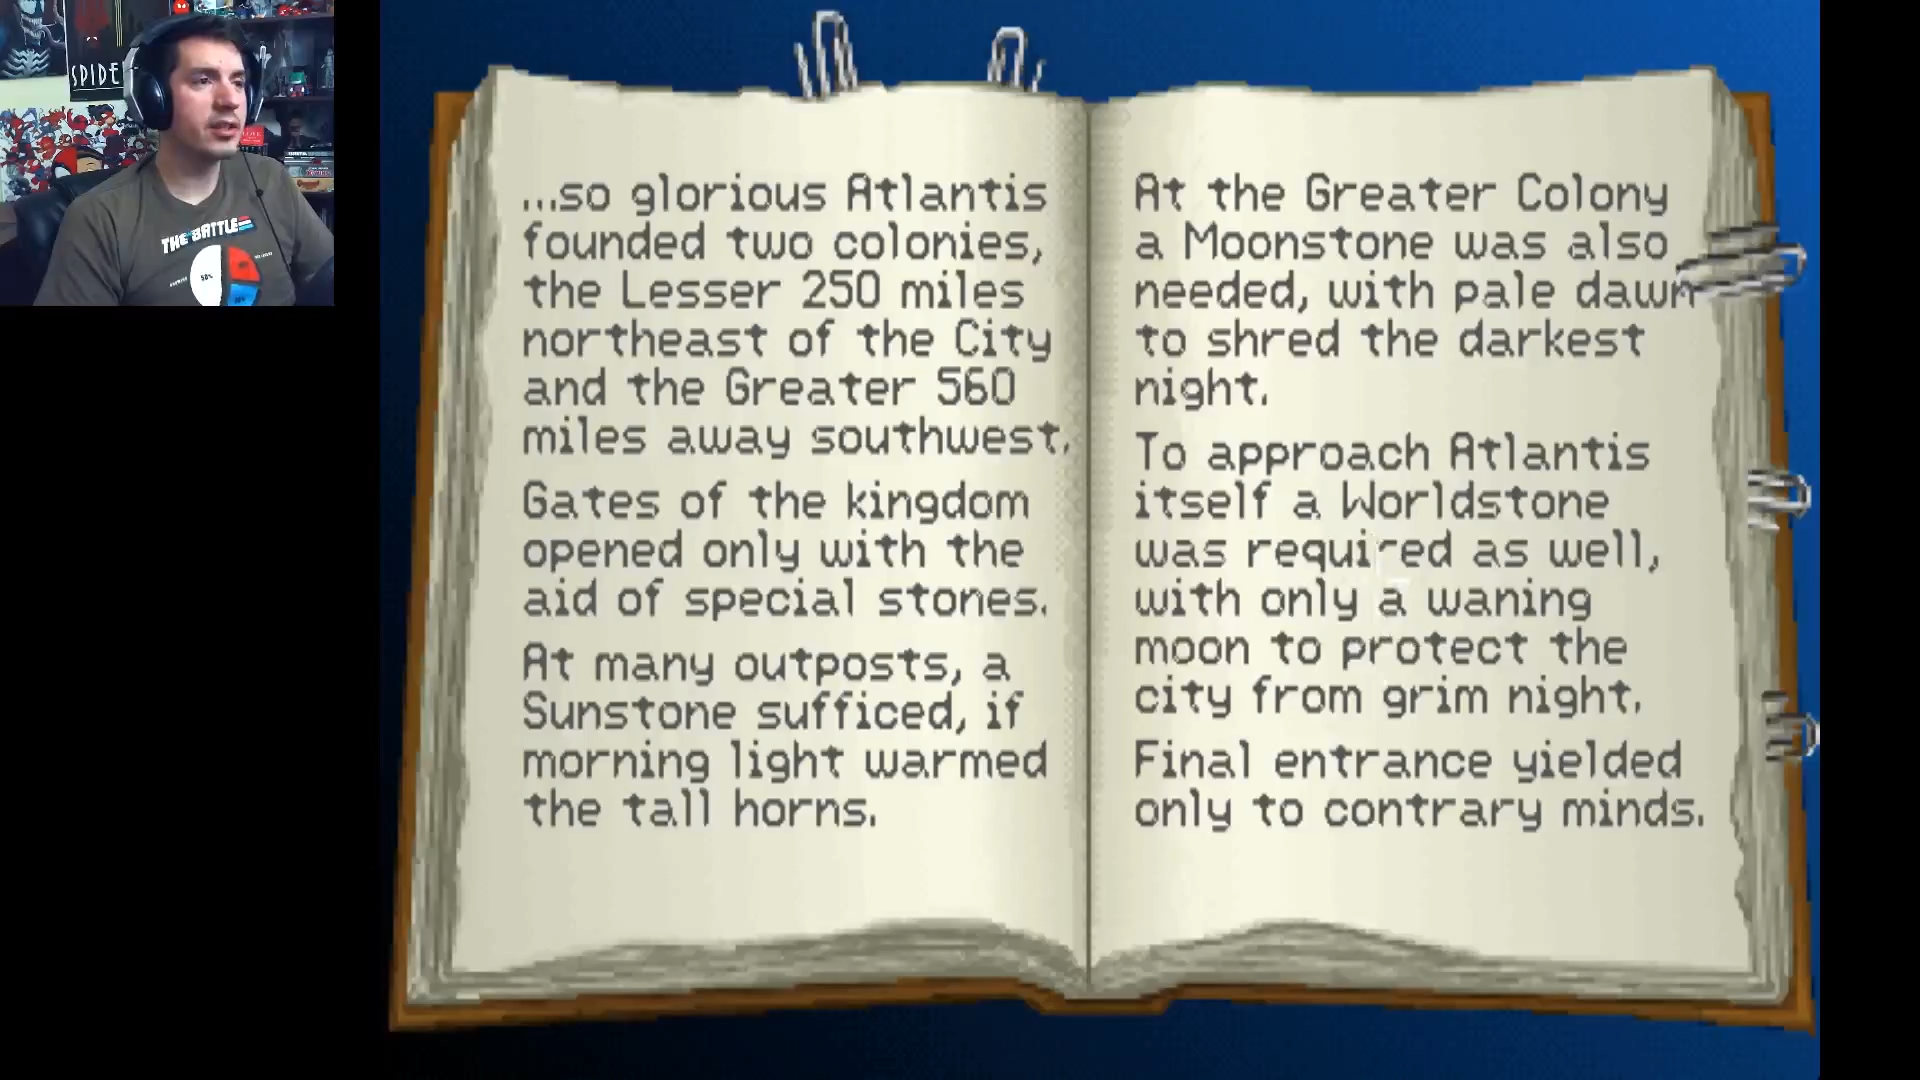 SPIDE
THE BATTLE
50%
...so glorious Atlantis
founded two colonies,
the Lesser 250 miles
northeast of the City
and the Greater 560
miles away southwest.
Gates of the kingdom
opened only with the
aid of special stones.
At many outposts, a
Sunstone sufficed, if
morning light warmed
the tall horns.
At the Greater Colony
a Moonstone was also
needed, with pale dawn
to shred the darkest
night.
To approach Atlantis
itself a Worldstone
was required as well,
with only a waning
moon to protect the
city from grim night.
Final entrance yielded
only to contrary minds.